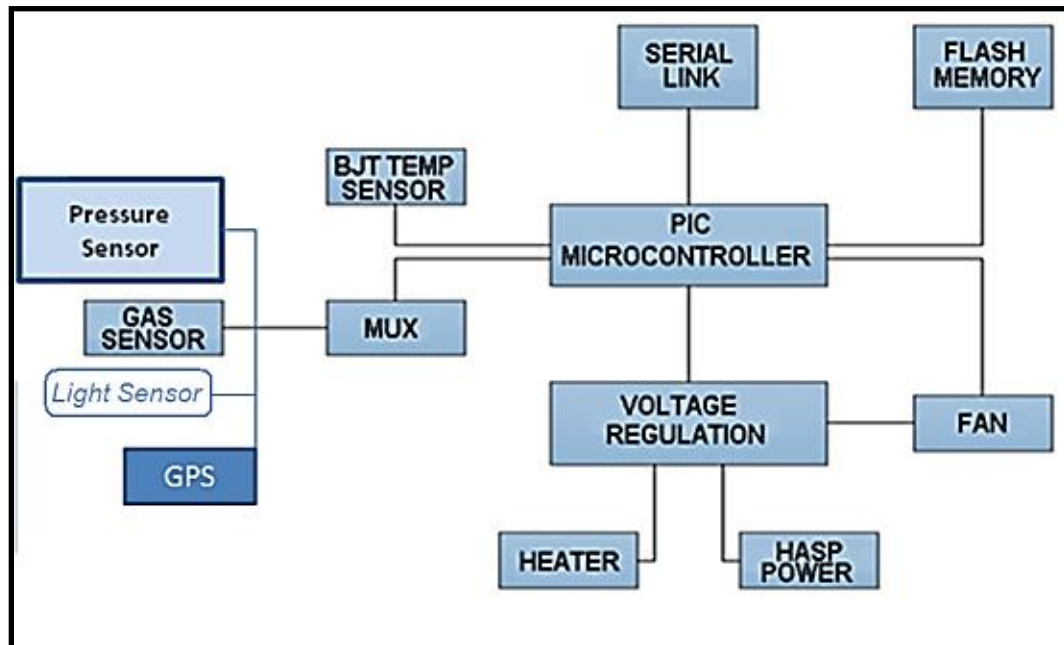 SERIAL
LINK
FLASH
MEMORY
BJT TEMP
SENSOR
Pressure
Sensor
PIC
MICROCONTROLLER
GAS
SENSOR
MUX
Light Sensor
VOLTAGE
REGULATION
FAN
GPS
HEATER
HASP
POWER